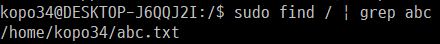 kopo34@DESKTOP-J6QQJ2I:/$ sudo find / ¦ grep abc
/home/kopo34/abc.txt